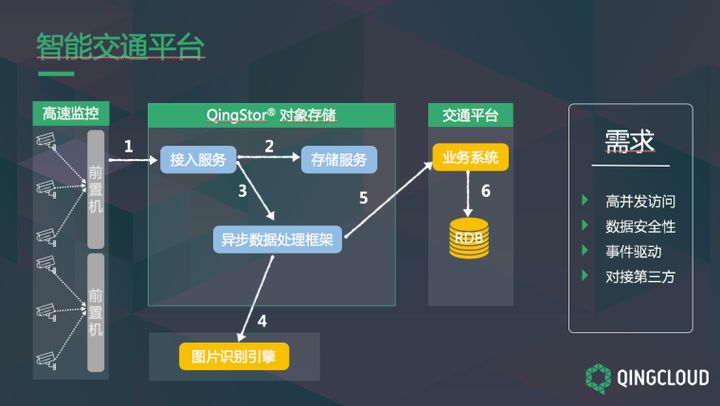 智能交通平台
高速监控
前置机
前置机
1
QingStor® 对象存储
接入服务
2
存储服务
3
异步数据处理框架
4
图片识别引擎
5
交通平台
业务系统
6
RDB
需求
高并发访问
数据安全性
事件驱动
对接第三方
QINGCLOUD